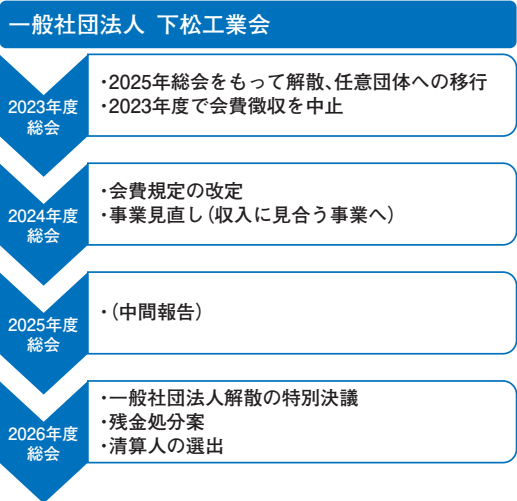 一般社団法人 下松工業会
2023年度
総会
・2025年総会をもって解散、任意団体への移行
・2023年度で会費徴収を中止
2024年度
総会
・会費規定の改定
・事業見直し（収入に見合う事業へ）
2025年度
総会
・（中間報告）
2026年度
総会
・一般社団法人解散の特別決議
・残金処分案
・清算人の選出